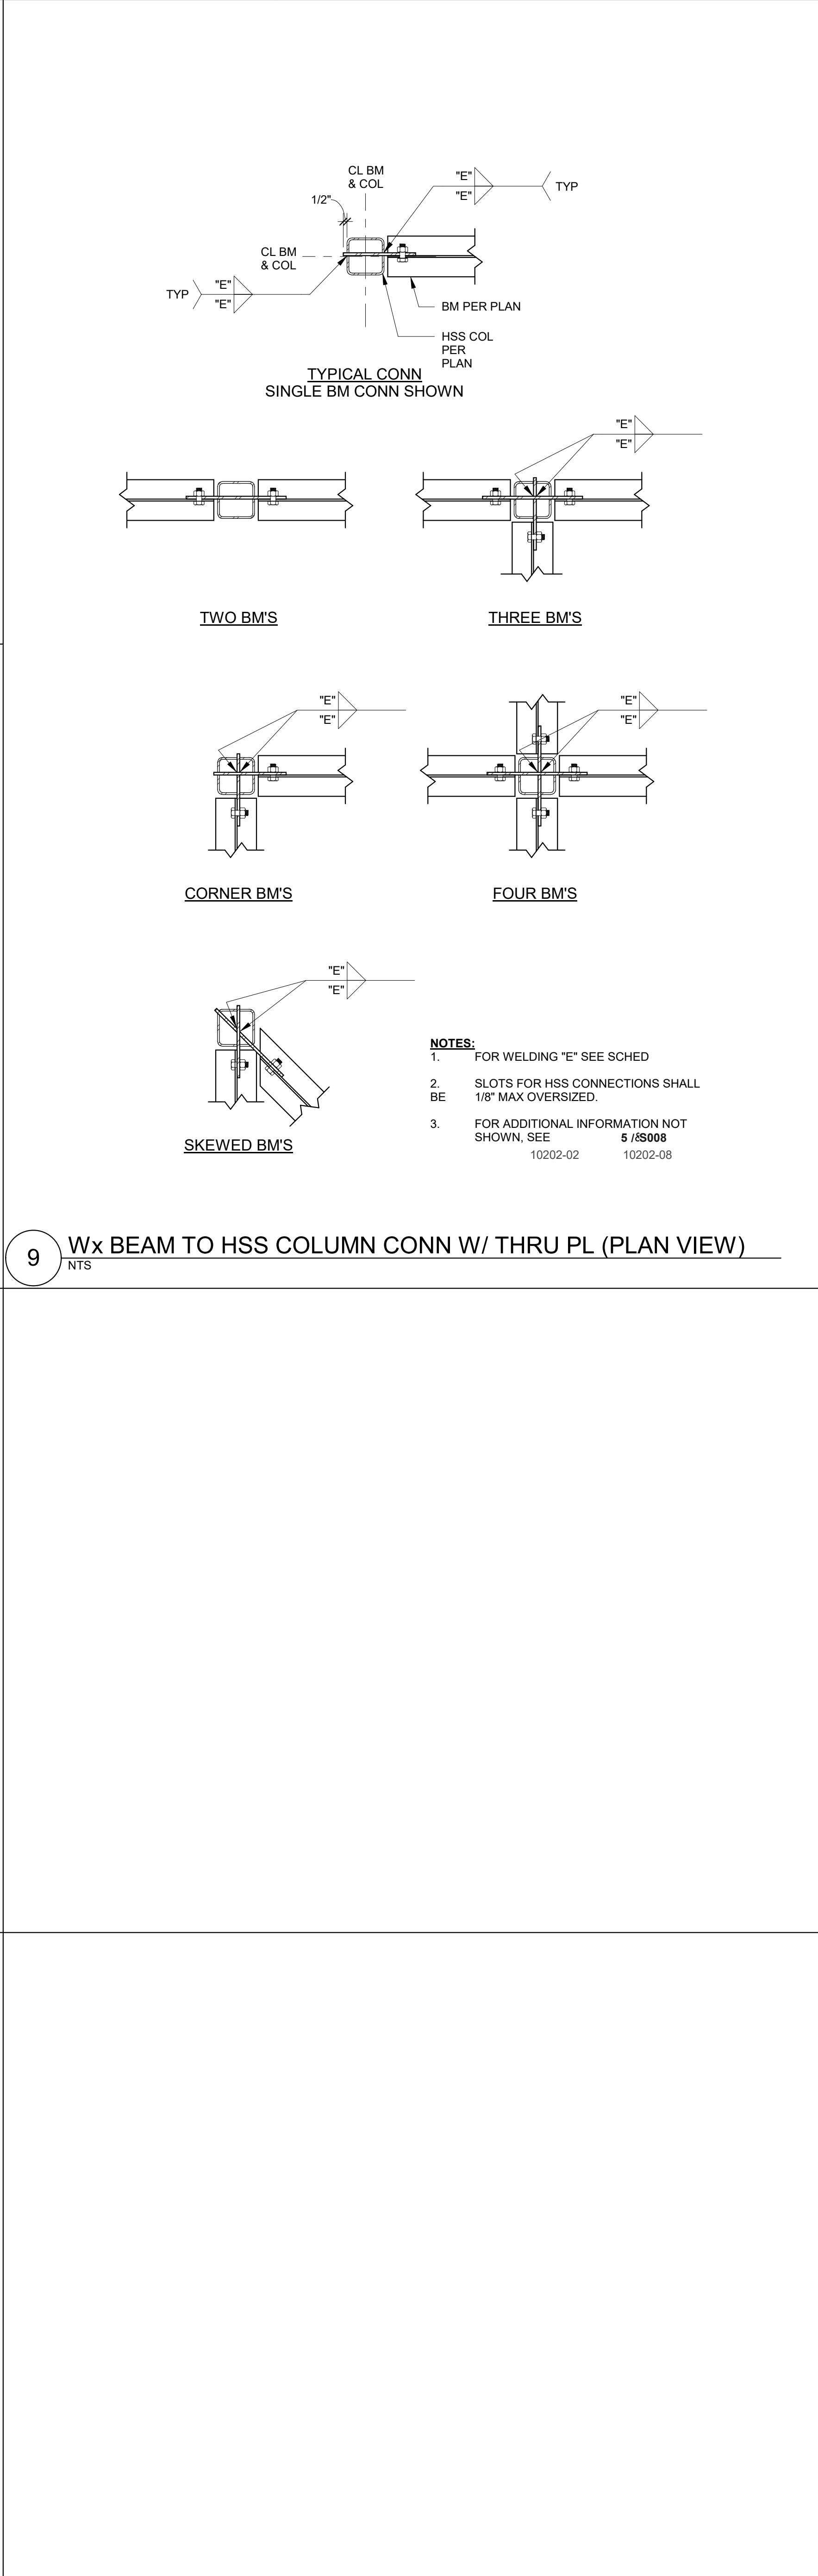 CL BM
& COL
1/2"
"E"
"E"
TYP
CL BM
& COL
TYP
"E"
"E"
BM PER PLAN
HSS COL
PER
PLAN
TYPICAL CONN
SINGLE BM CONN SHOWN
"E"
"E"
TWO BM'S
THREE BM'S
"E"
"E"
"E"
"E"
CORNER BM'S
FOUR BM'S
"E"
"E"
SKEWED BM'S
NOTES:
1. FOR WELDING "E" SEE SCHED
2. SLOTS FOR HSS CONNECTIONS SHALL
BE 1/8" MAX OVERSIZED.
3. FOR ADDITIONAL INFORMATION NOT
SHOWN, SEE 5 /&S008
10202-02 10202-08
9 Wx BEAM TO HSS COLUMN CONN W/ THRU PL (PLAN VIEW)
NTS